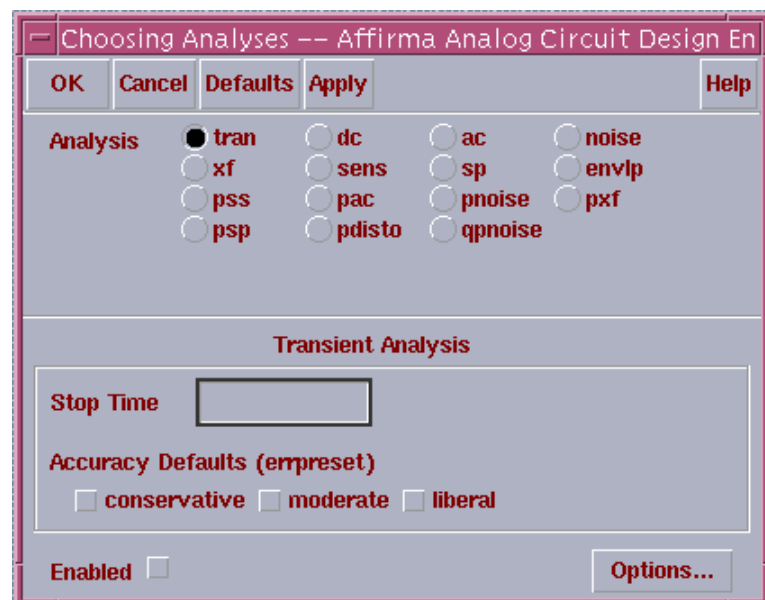 Choosing Analyses -- Affirma Analog Circuit Design En
OK Cancel Defaults Apply Help
Analysis tran dc ac noise
xf sens sp envlp
pss pac pnoise pxf
psp pdisto qpnoise
Transient Analysis
Stop Time
Accuracy Defaults (errpreset)
conservative moderate liberal
Enabled Options...